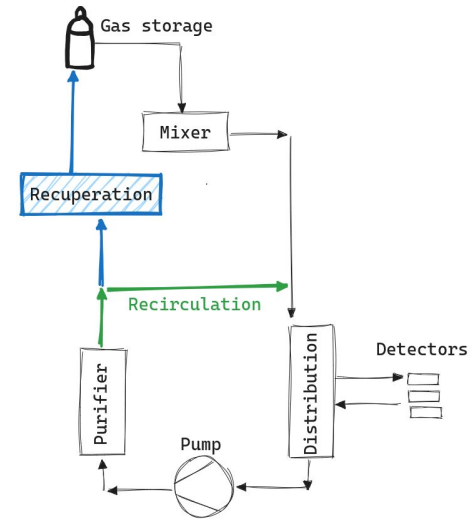 Gas storage
Mixer
Recuperation
Recirculation
Detectors
Distribution
Purifier
Pump